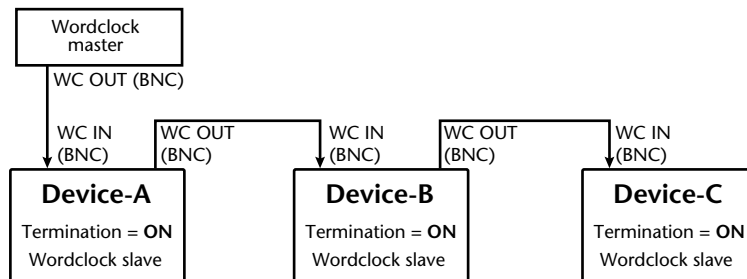 Wordclock
master
WC OUT (BNC)
WC IN
(BNC)
WC OUT
(BNC)
WC IN
(BNC)
WC OUT
(BNC)
WC IN
(BNC)
Device-A
Termination = ON
Wordclock slave
Device-B
Termination = ON
Wordclock slave
Device-C
Termination = ON
Wordclock slave